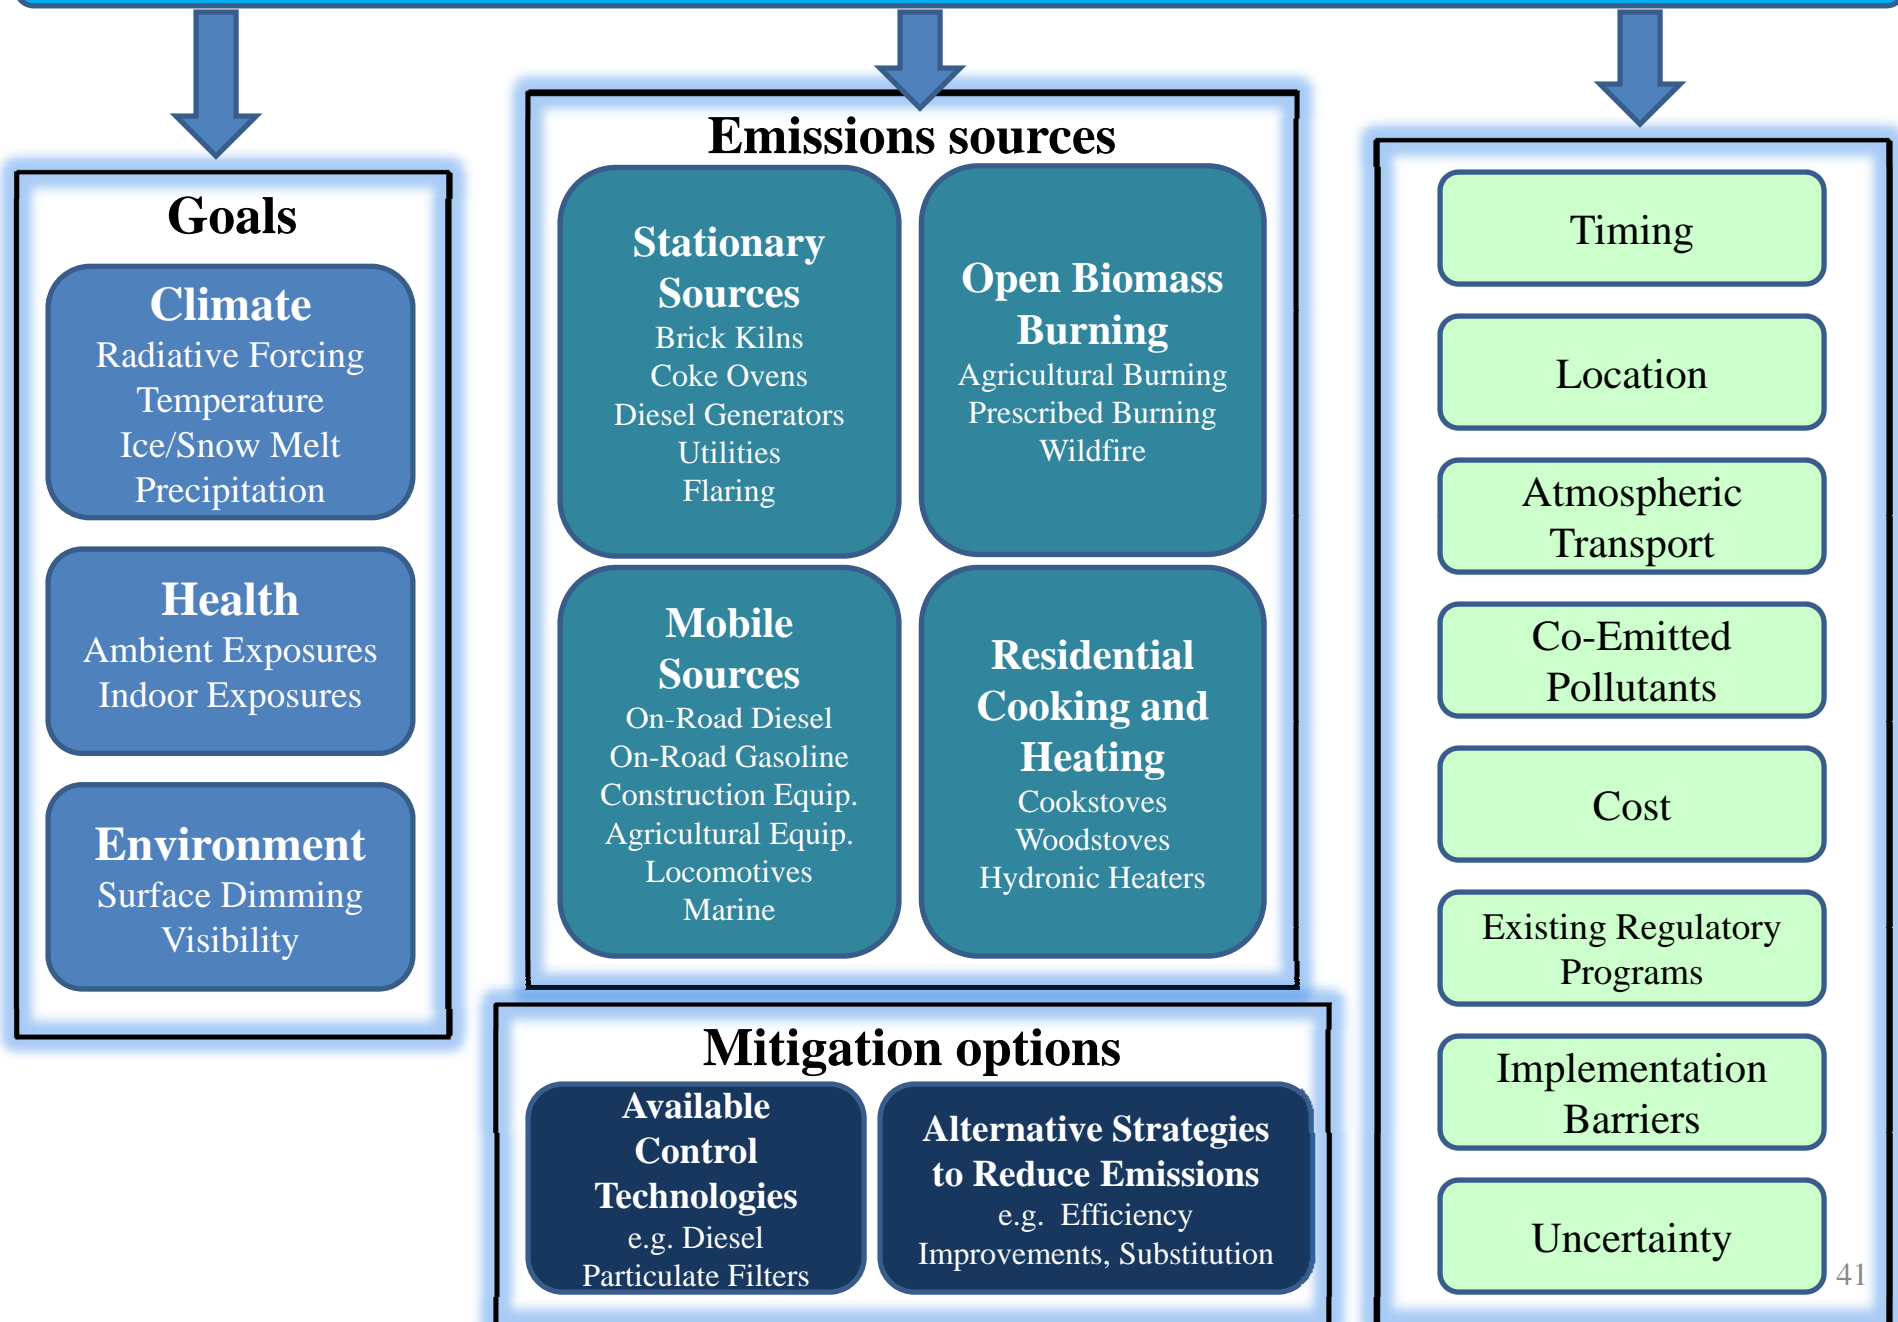 Goals
Climate
Radiative Forcing
Temperature
Ice/Snow Melt
Precipitation
Health
Ambient Exposures
Indoor Exposures
Environment
Surface Dimming
Visibility
Emissions sources
Stationary
Sources
Brick Kilns
Coke Ovens
Diesel Generators
Utilities
Flaring
Open Biomass
Burning
Agricultural Burning
Prescribed Burning
Wildfire
Mobile
Sources
On-Road Diesel
On-Road Gasoline
Construction Equip.
Agricultural Equip.
Locomotives
Marine
Residential
Cooking and
Heating
Cookstoves
Woodstoves
Hydronic Heaters
Mitigation options
Available
Control
Technologies
e.g. Diesel
Particulate Filters
Alternative Strategies
to Reduce Emissions
e.g. Efficiency
Improvements, Substitution
Timing
Location
Atmospheric
Transport
Co-Emitted
Pollutants
Cost
Existing Regulatory
Programs
Implementation
Barriers
Uncertainty
41